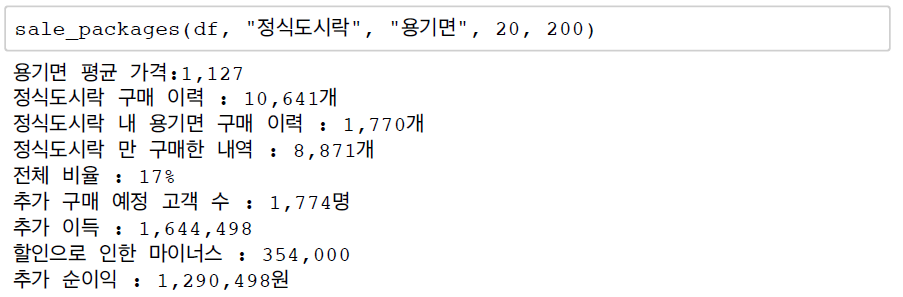 sale_packages(df, "정식도시락", "용기면", 20, 200)
용기면 평균 가격:1,127
정식도시락 구매 이력 : 10,641개
정식도시락 내 용기면 구매 이력 : 1,770개
정식도시락 만 구매한 내역 : 8,871개
전체 비율 : 17%
추가 구매 예정 고객 수 : 1,774명
추가 이득 : 1,644,498
할인으로 인한 마이너스 : 354,000
추가 순이익 : 1,290,498원